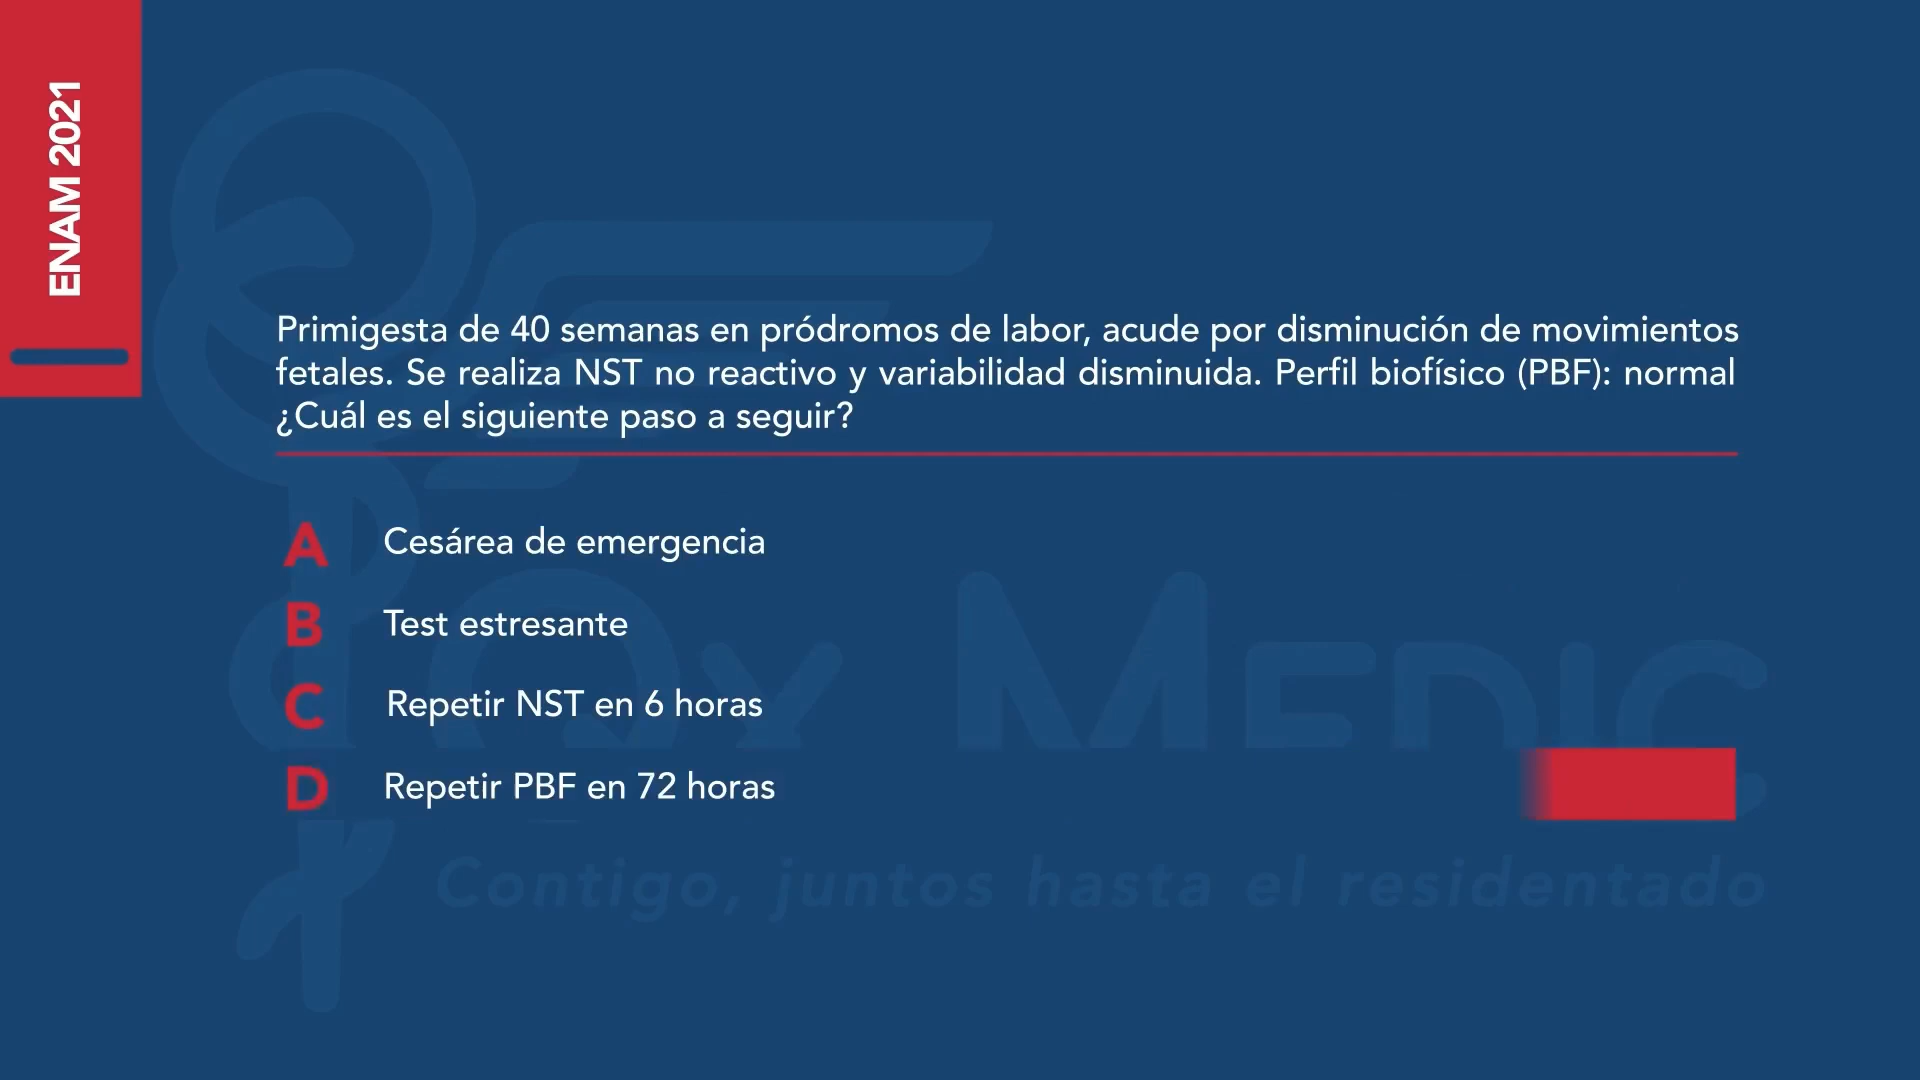 ENAM 2021
Primigesta de 40 semanas en pródromos de labor, acude por disminución de movimientos
fetales. Se realiza NST no reactivo y variabilidad disminuida. Perfil biofísico (PBF): normal
¿Cuál es el siguiente paso a seguir?
A Cesárea de emergencia
B Test estresante
C Repetir NST en 6 horas
D Repetir PBF en 72 horas
Contigo, juntos hasta el residentado